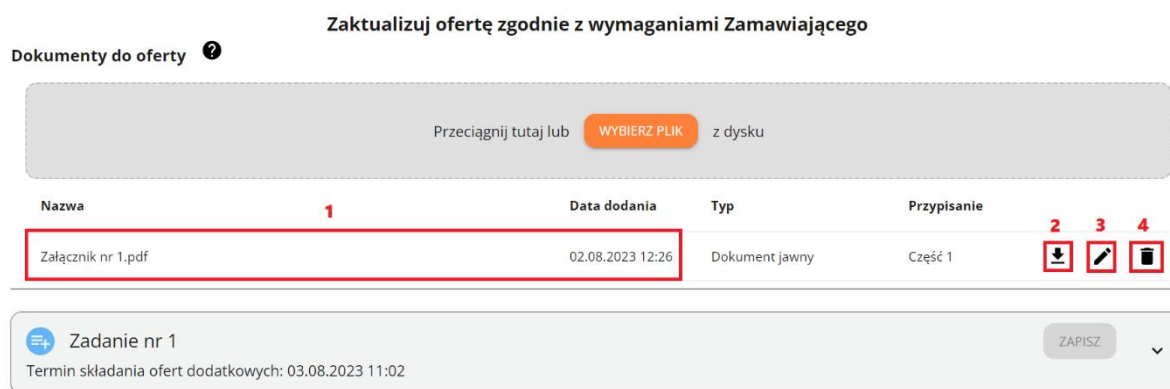 Zaktualizuj ofertę zgodnie z wymaganiami Zamawiającego
Dokumenty do oferty ?
Przeciągnij tutaj lub WYBIERZ PLIK z dysku
Nazwa 1 Data dodania Typ Przypisanie
2 3 4
Załącznik nr 1.pdf 02.08.2023 12:26 Dokument jawny Część 1
Zadanie nr 1 ZAPISZ
Termin składania ofert dodatkowych: 03.08.2023 11:02